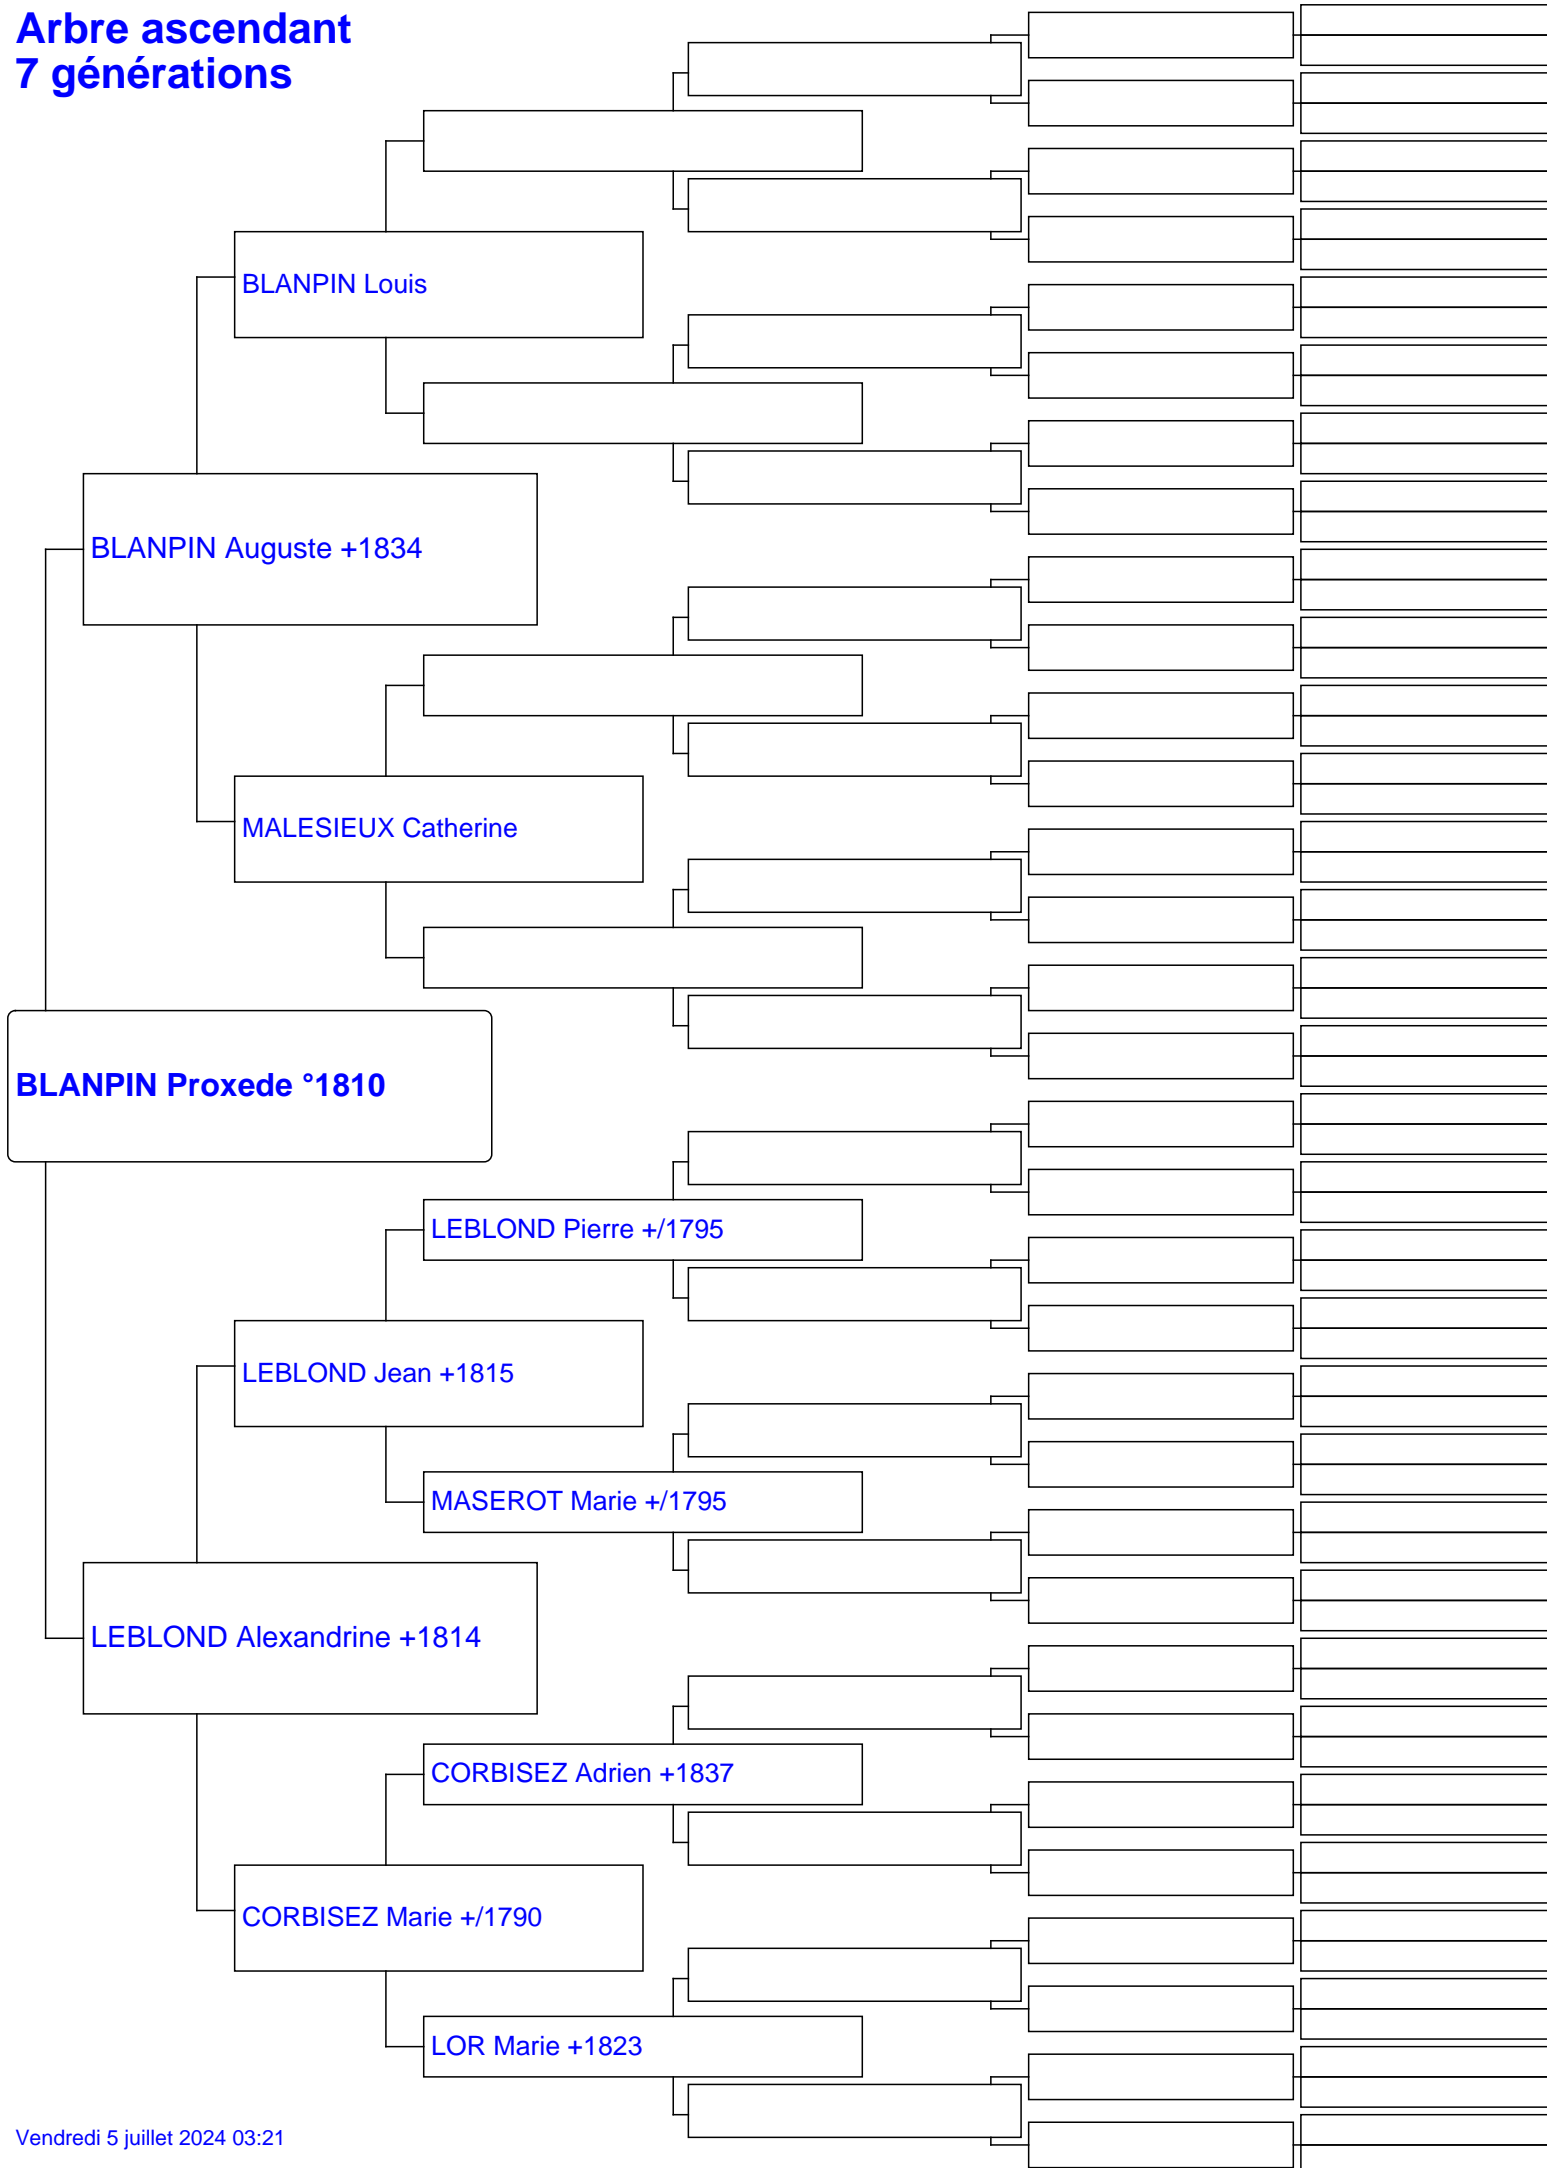 Arbre ascendant
7 générations
BLANPIN Louis
BLANPIN Auguste +1834
MALESIEUX Catherine
BLANPIN Proxede °1810
LEBLOND Pierre +/1795
LEBLOND Jean +1815
MASEROT Marie +/1795
LEBLOND Alexandrine +1814
CORBISEZ Adrien +1837
CORBISEZ Marie +/1790
LOR Marie +1823
Vendredi 5 juillet 2024 03:21